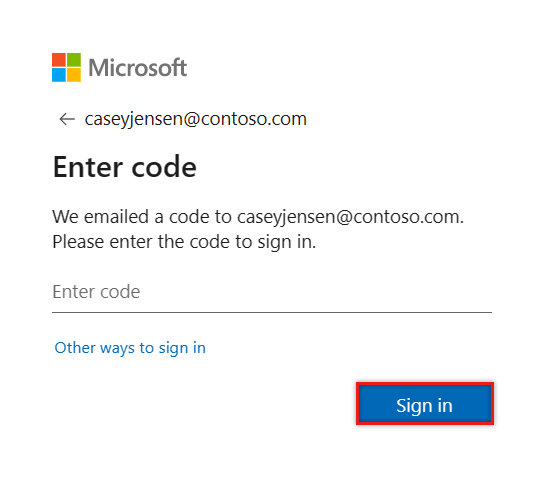 Microsoft
← caseyjensen@contoso.com
Enter code
We emailed a code to caseyjensen@contoso.com.
Please enter the code to sign in.
Enter code
Other ways to sign in
Sign in